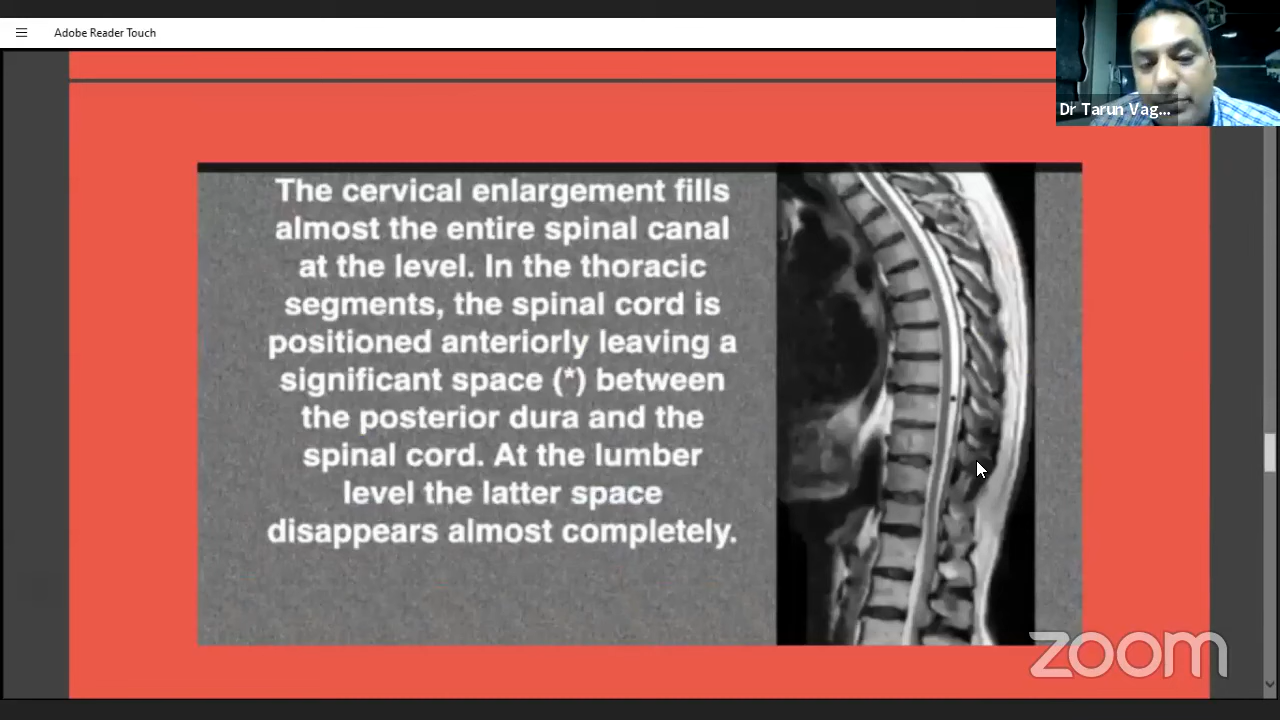 Adobe Reader Touch
Dr Tarun Vag...
The cervical enlargement fills
almost the entire spinal canal
at the level. In the thoracic
segments, the spinal cord is
positioned anteriorly leaving a
significant space (*) between
the posterior dura and the
spinal cord. At the lumber
level the latter space
disappears almost completely.
zoom